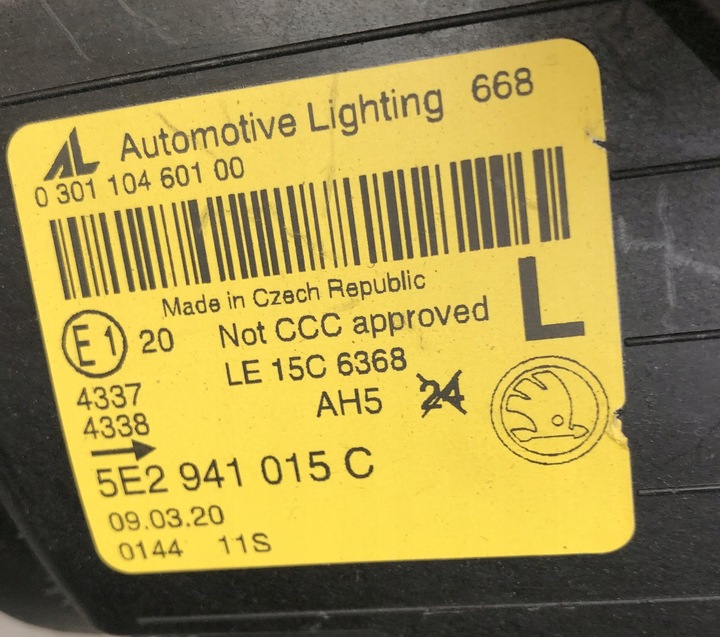 AL Automotive Lighting 668
0 301 104 601 00
Made in Czech Republic
L
E1 20 Not CCC approved
LE 15C 6368
4337
AH5 24
4338
5E2 941 015 C
09.03.20
0144 11S